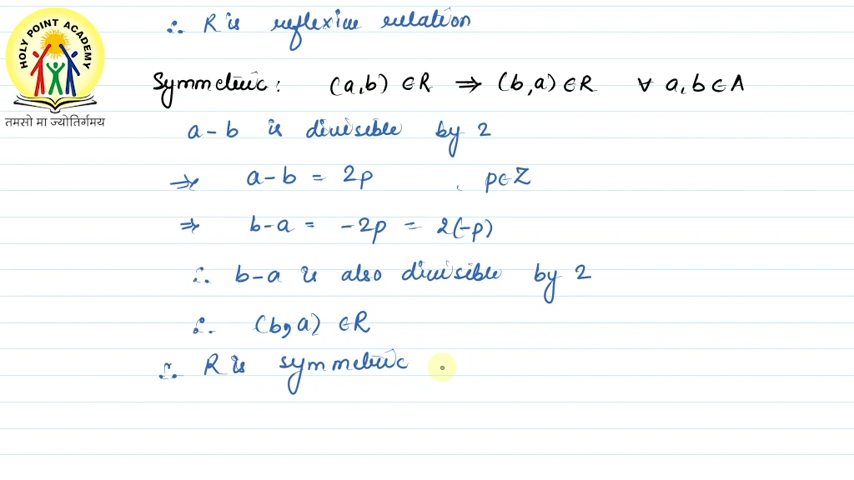 ∴ R is reflexive relation
HOLY POINT ACADEMY
तमसो मा ज्योतिर्गमय
Symmetric: (a,b) ∈R ⇒ (b,a) ∈R ∀ a,b ∈A
a-b is divisible by 2
⇒ a-b = 2p , p∈Z
⇒ b-a = -2p = 2(-p)
∴ b-a is also divisible by 2
∴ (b,a) ∈R
∴ R is symmetric